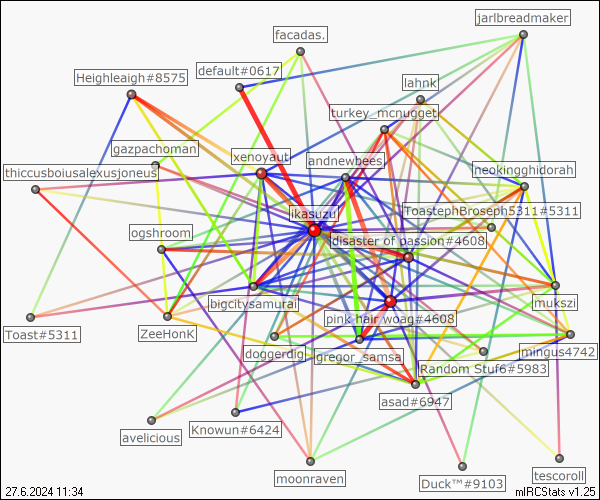 jarlbreadmaker
facadas.
default#0617
Heighleigh#8575
lahnk
turkey_mcnugget
gazpachoman
xenoyaut
andnewbees
neokingghidorah
thiccusboiusalexusjoneus
ikasuzu
ToastephBroseph5311#5311
ogshroom
disaster of passion#4608
bigcitysamurai
mukszi
pink hair woag#4608
Toast#5311
ZeeHonK
doggerdig
gregor_samsa
mingus4742
Random Stuf6#5983
asad#6947
avelicious
Knowun#6424
moonraven
Duck™#9103
tescoroll
27.6.2024 11:34
mIRCStats v1.25